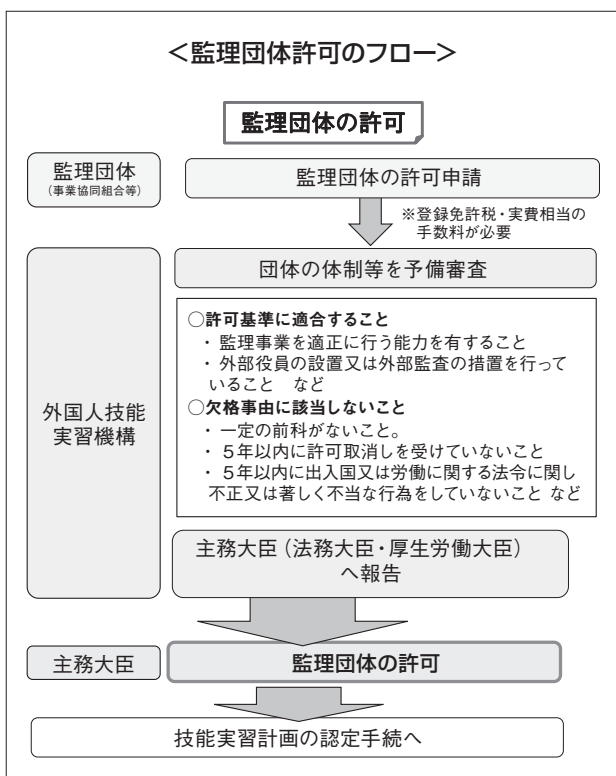 ＜監理団体許可のフロー＞
監理団体の許可
監理団体
（事業協同組合等）
監理団体の許可申請
※登録免許税・実費相当の
手数料が必要
団体の体制等を予備審査
外国人技能
実習機構
○許可基準に適合すること
・監理事業を適正に行う能力を有すること
・外部役員の設置又は外部監査の措置を行って
いること　など
○欠格事由に該当しないこと
・一定の前科がないこと。
・５年以内に許可取消しを受けていないこと
・５年以内に出入国又は労働に関する法令に関し
不正又は著しく不当な行為をしていないこと など
主務大臣（法務大臣・厚生労働大臣）
へ報告
主務大臣
監理団体の許可
技能実習計画の認定手続へ